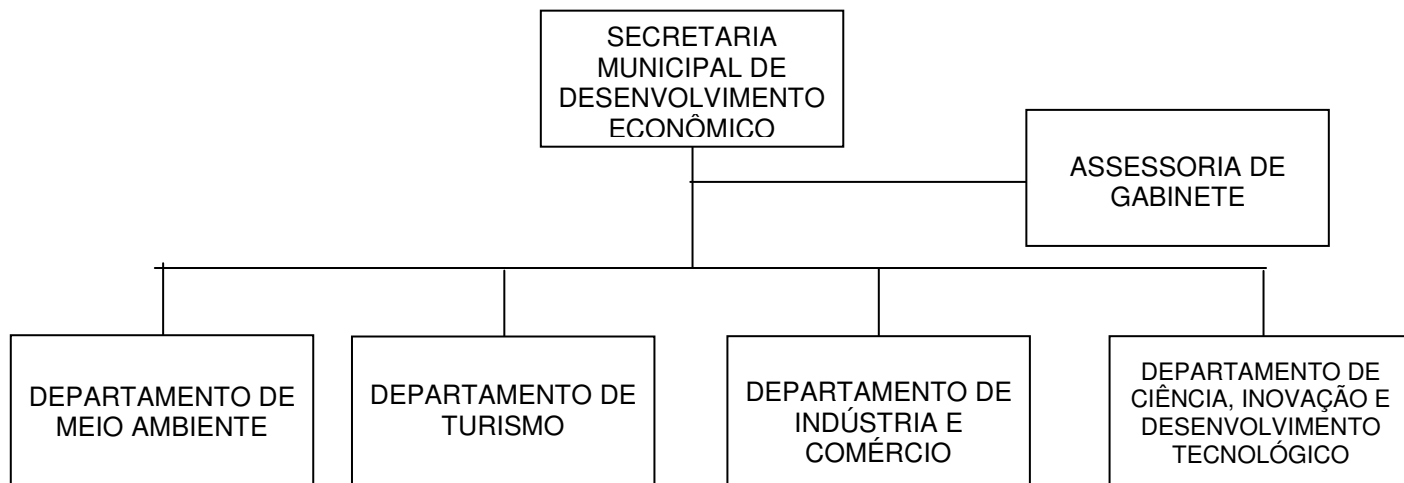 SECRETARIA
MUNICIPAL DE
DESENVOLVIMENTO
ECONÔMICO
ASSESSORIA DE
GABINETE
DEPARTAMENTO DE
MEIO AMBIENTE
DEPARTAMENTO DE
TURISMO
DEPARTAMENTO DE
INDÚSTRIA E
COMÉRCIO
DEPARTAMENTO DE
CIÊNCIA, INOVAÇÃO E
DESENVOLVIMENTO
TECNOLÓGICO